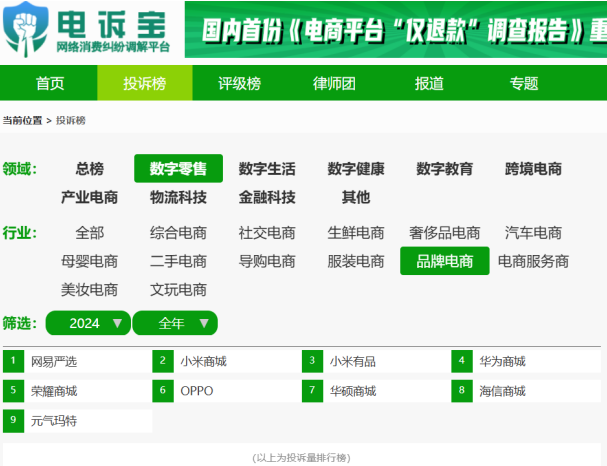 电诉宝
网络消费纠纷调解平台
国内首份《电商平台“仅退款”调查报告》重
首页 投诉榜 评级榜 律师团 报道 专题
当前位置 > 投诉榜
领域: 总榜 数字零售 数字生活 数字健康 数字教育 跨境电商
产业电商 物流科技 金融科技 其他
行业: 全部 综合电商 社交电商 生鲜电商 奢侈品电商 汽车电商
母婴电商 二手电商 导购电商 服装电商 品牌电商 电商服务商
美妆电商 文玩电商
筛选: 2024 ▼ 全年 ▼
1 网易严选 2 小米商城 3 小米有品 4 华为商城
5 荣耀商城 6 OPPO 7 华硕商城 8 海信商城
9 元气玛特
(以上为投诉量排行榜)